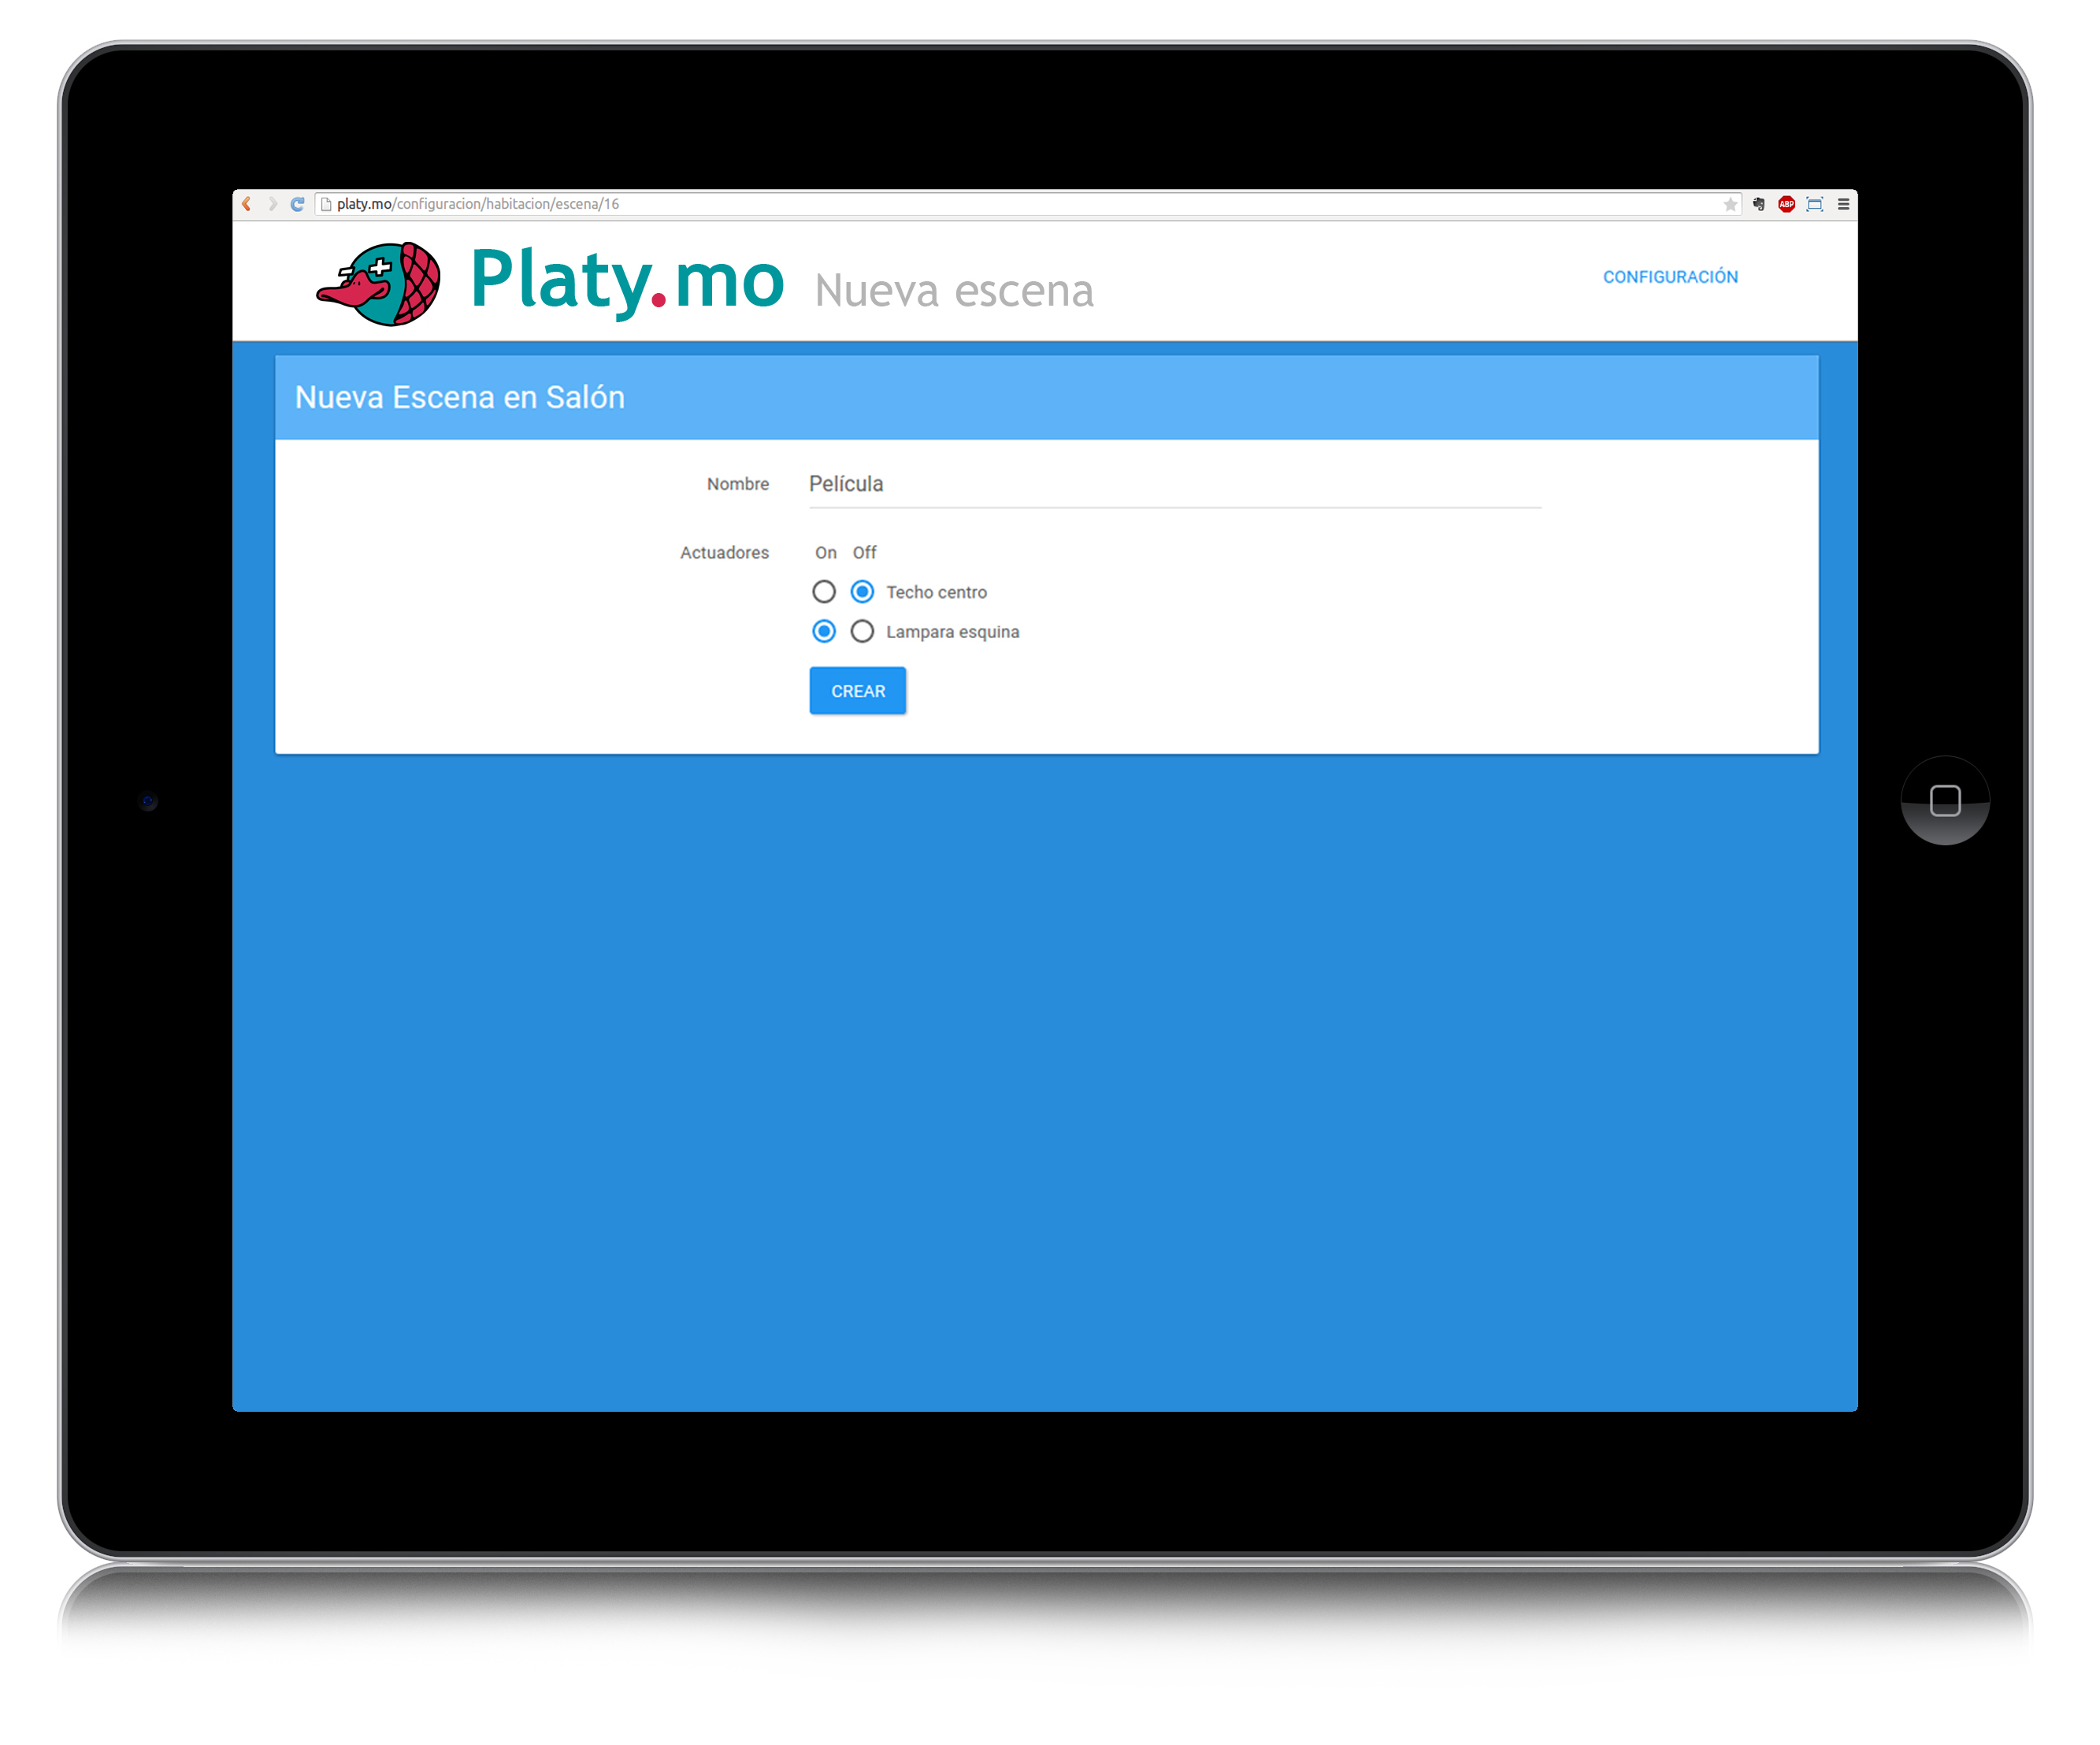 platy.mo/configuracion/habitacion/escena/16
ABP
Platy.mo Nueva escena
CONFIGURACIÓN
Nueva Escena en Salón
Nombre Película
Actuadores On Off
Techo centro
Lampara esquina
CREAR